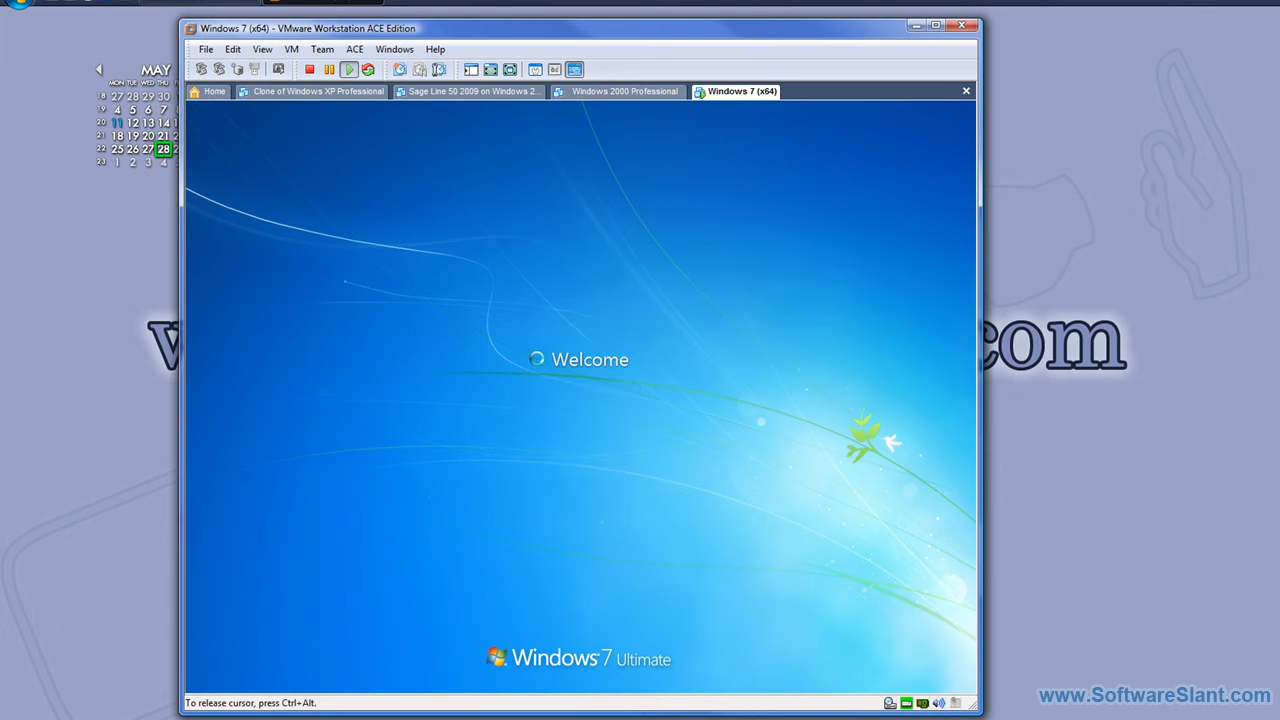 Windows 7 (x64) - VMware Workstation ACE Edition
File Edit View VM Team ACE Windows Help
Home Clone of Windows XP Professional Sage Line 50 2009 on Windows 2... Windows 2000 Professional Windows 7 (x64)
MAY
MON TUE WED THU
18 27 28 29 30
19 4 5 6 7
20 11 12 13 14
21 18 19 20 21
22 25 26 27 28
23 1 2 3 4
w
.com
Welcome
Windows 7 Ultimate
To release cursor, press Ctrl+Alt.
www.SoftwareSlant.com